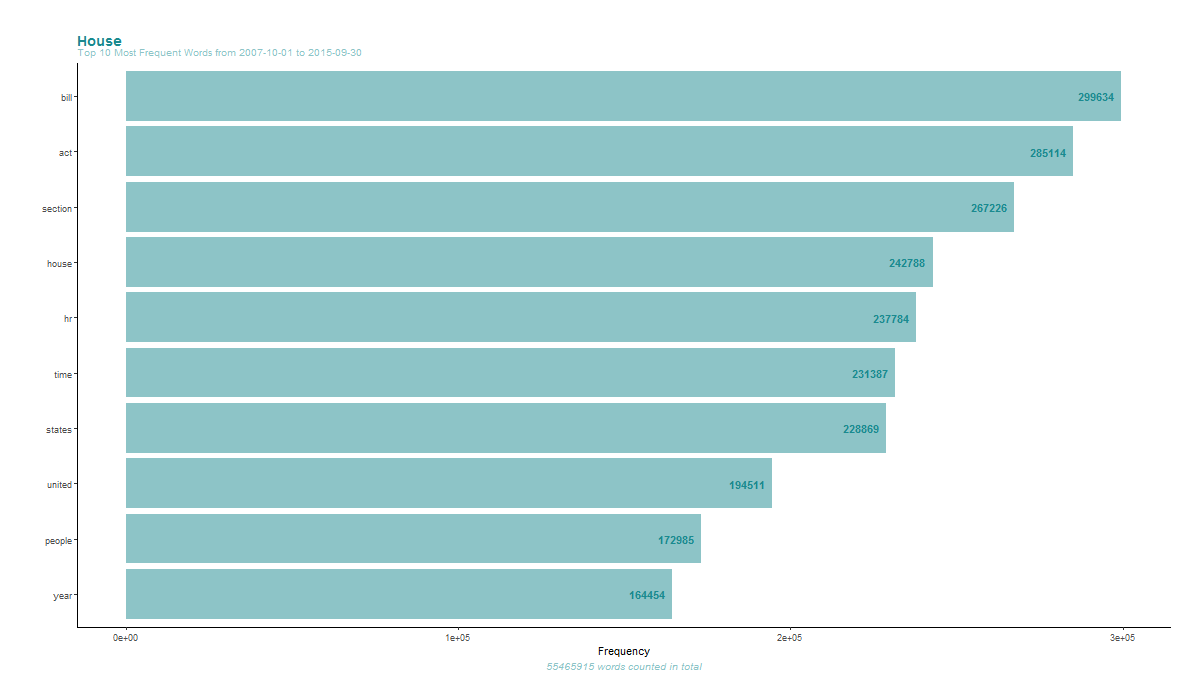 House
Top 10 Most Frequent Words from 2007-10-01 to 2015-09-30
bill 299634
act 285114
section 267226
house 242788
hr 237784
time 231387
states 228869
united 194511
people 172985
year 164454
0e+00 1e+05 2e+05 3e+05
Frequency
55465915 words counted in total